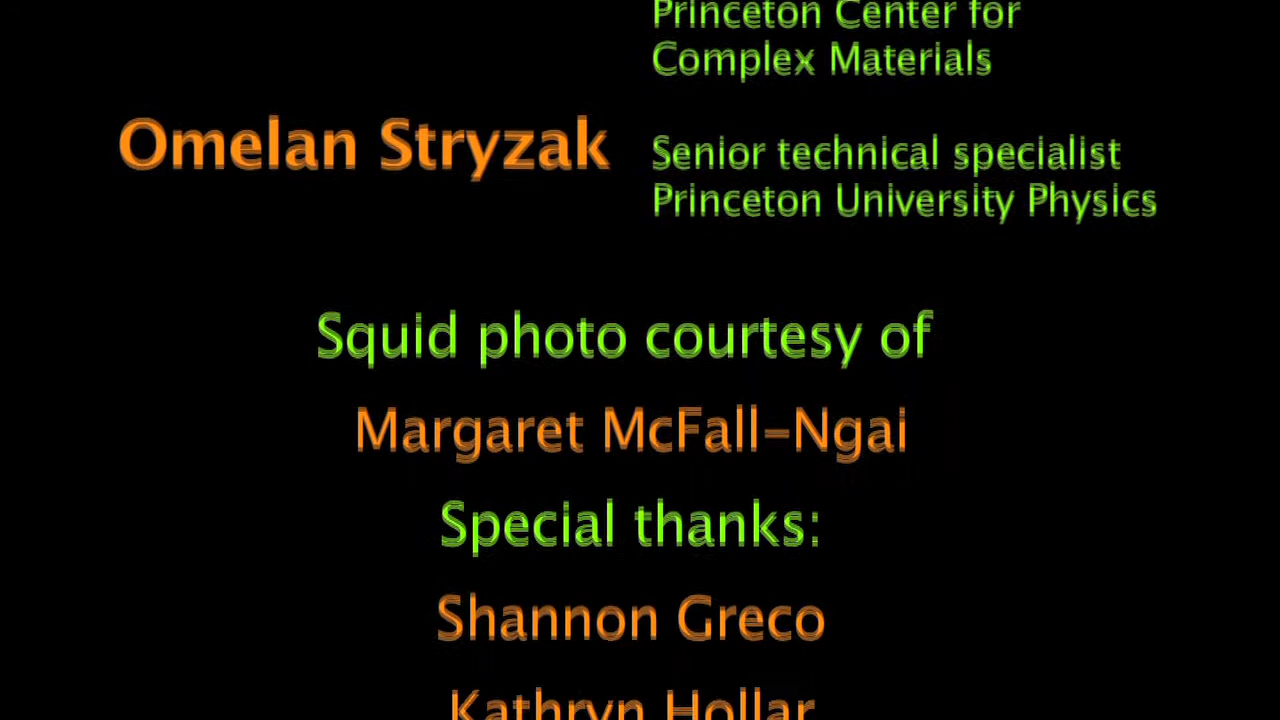 Princeton Center for
Complex Materials
Omelan Stryzak
Senior technical specialist
Princeton University Physics
Squid photo courtesy of
Margaret McFall-Ngai
Special thanks:
Shannon Greco
Kathryn Hollar